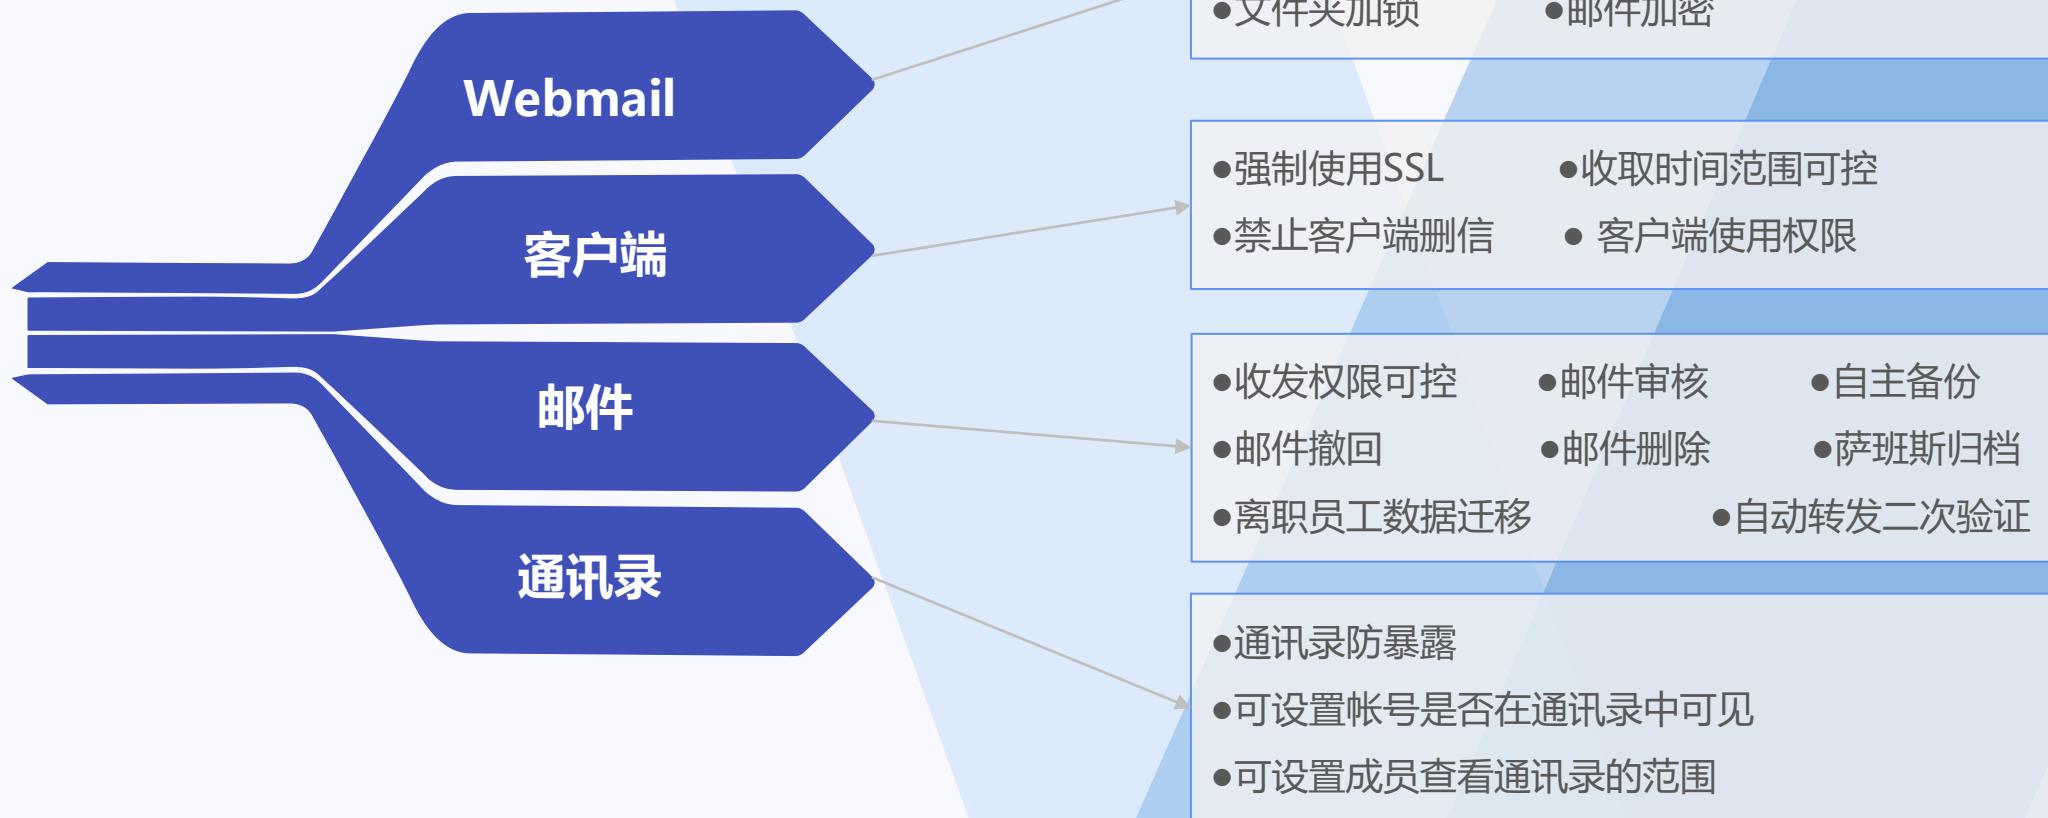 ●文件夹加锁 ●邮件加密
Webmail
●强制使用SSL ●收取时间范围可控
●禁止客户端删信 ● 客户端使用权限
客户端
●收发权限可控 ●邮件审核 ●自主备份
●邮件撤回 ●邮件删除 ●萨班斯归档
●离职员工数据迁移 ●自动转发二次验证
邮件
通讯录
●通讯录防暴露
●可设置帐号是否在通讯录中可见
●可设置成员查看通讯录的范围